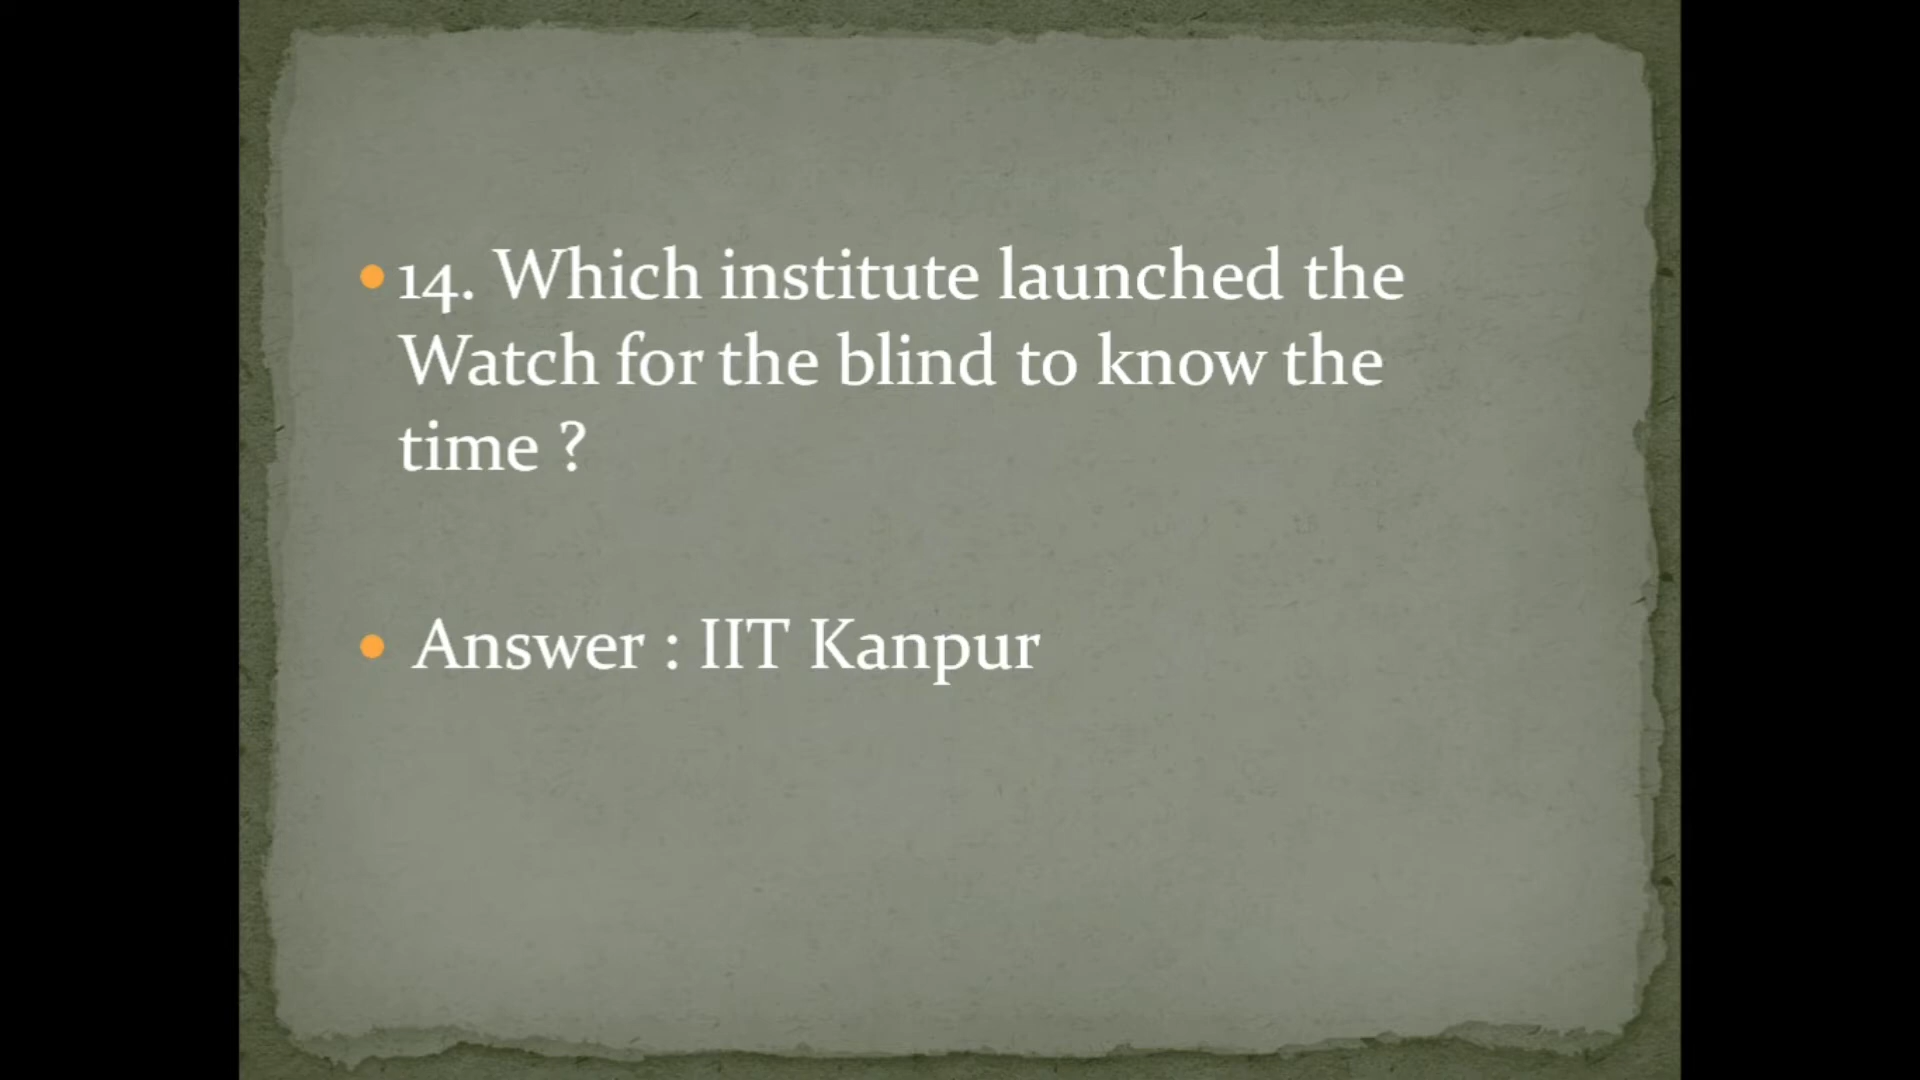 14. Which institute launched the
Watch for the blind to know the
time ?
Answer : IIT Kanpur